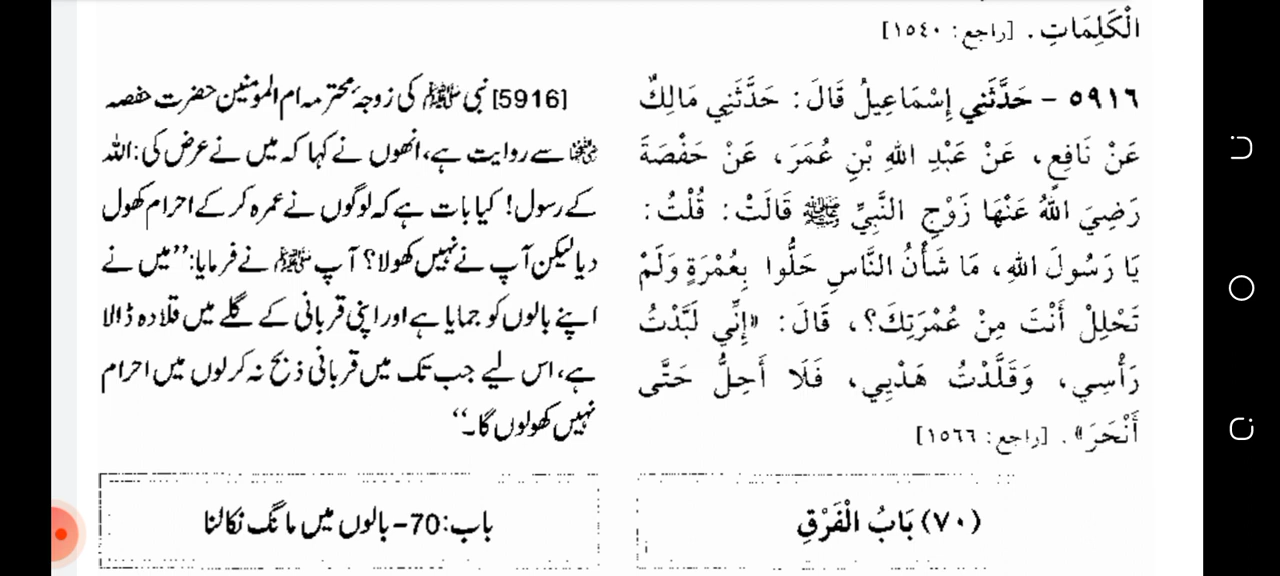 الْكَلِمَاتِ. [راجع: ١٥٤٠]
٥٩١٦ - حَدَّثَنِي إِسْمَاعِيلُ قَالَ: حَدَّثَنِي مَالِكٌ
عَنْ نَافِعٍ، عَنْ عَبْدِ اللهِ بْنِ عُمَرَ، عَنْ حَفْصَةَ
رَضِيَ اللهُ عَنْهَا زَوْجِ النَّبِيِّ ﷺ قَالَتْ: قُلْتُ:
يَا رَسُولَ اللهِ، مَا شَأْنُ النَّاسِ حَلُّوا بِعُمْرَةٍ وَلَمْ
تَحْلِلْ أَنْتَ مِنْ عُمْرَتِكَ؟، قَالَ: «إِنِّي لَبَّدْتُ
رَأْسِي، وَقَلَّدْتُ هَدْيِي، فَلَا أَحِلُّ حَتَّى
أَنْحَرَ». [راجع: ١٥٦٦]
[5916] نبی ﷺ کی زوجۂ محترمہ ام المومنین حضرت حفصہ
رضی اللہ عنہا سے روایت ہے، انھوں نے کہا کہ میں نے عرض کی: اللہ
کے رسول! کیا بات ہے کہ لوگوں نے عمرہ کر کے احرام کھول
دیا لیکن آپ نے نہیں کھولا؟ آپ ﷺ نے فرمایا: ”میں نے
اپنے بالوں کو جمایا ہے اور اپنی قربانی کے گلے میں قلادہ ڈالا
ہے، اس لیے جب تک میں قربانی ذبح نہ کر لوں میں احرام
نہیں کھولوں گا۔“
(٧٠) بَابُ الْفَرْقِ
باب: 70- بالوں میں مانگ نکالنا